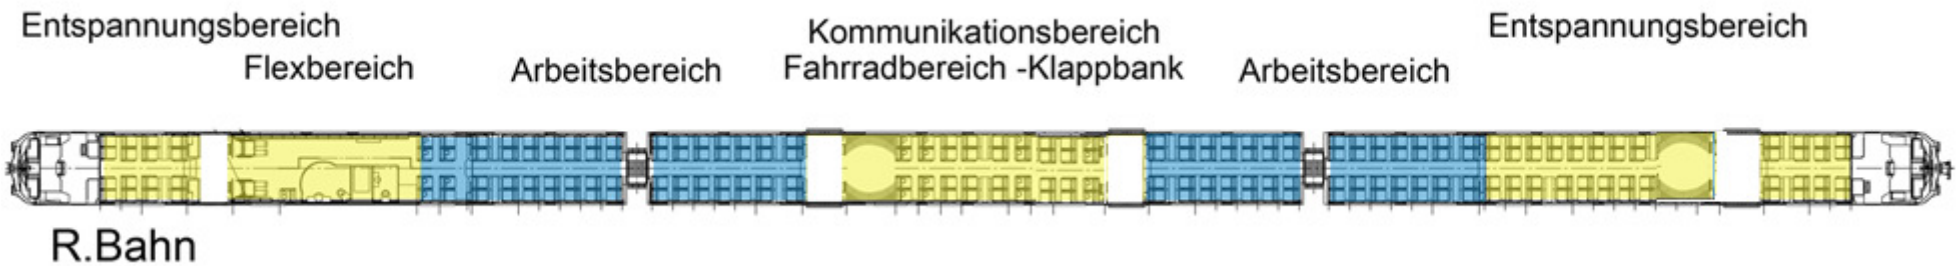 Entspannungsbereich
Flexbereich
Arbeitsbereich
Kommunikationsbereich
Fahrradbereich -Klappbank
Arbeitsbereich
Entspannungsbereich
R.Bahn